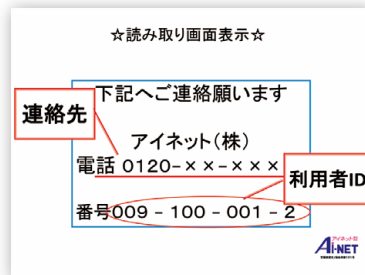 ☆読み取り画面表示☆
下記へご連絡願います
連絡先
アイネット(株)
電話 0120-××-×××
利用者ID
番号009-100-001-2
アイネット㈱
Ai-NET